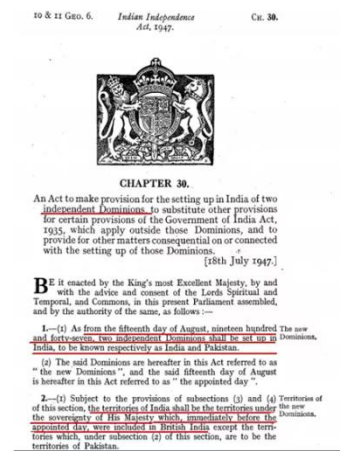 10 & 11 GEO. 6. Indian Independence CH. 30.
Act, 1947.
CHAPTER 30.
An Act to make provision for the setting up in India of two
independent Dominions, to substitute other provisions
for certain provisions of the Government of India Act,
1935, which apply outside those Dominions, and to
provide for other matters consequential on or connected
with the setting up of those Dominions.
[18th July 1947.]
BE it enacted by the King's most Excellent Majesty, by and
with the advice and consent of the Lords Spiritual and
Temporal, and Commons, in this present Parliament assembled,
and by the authority of the same, as follows :—
1.—(1) As from the fifteenth day of August, nineteen hundred The new
and forty-seven, two independent Dominions shall be set up in Dominions.
India, to be known respectively as India and Pakistan.
(2) The said Dominions are hereafter in this Act referred to as
" the new Dominions ", and the said fifteenth day of August
is hereafter in this Act referred to as " the appointed day ".
2.—(1) Subject to the provisions of subsections (3) and (4) Territories of
of this section, the territories of India shall be the territories under the new
the sovereignty of His Majesty which, immediately before the Dominions.
appointed day, were included in British India except the terri-
tories which, under subsection (2) of this section, are to be the
territories of Pakistan.